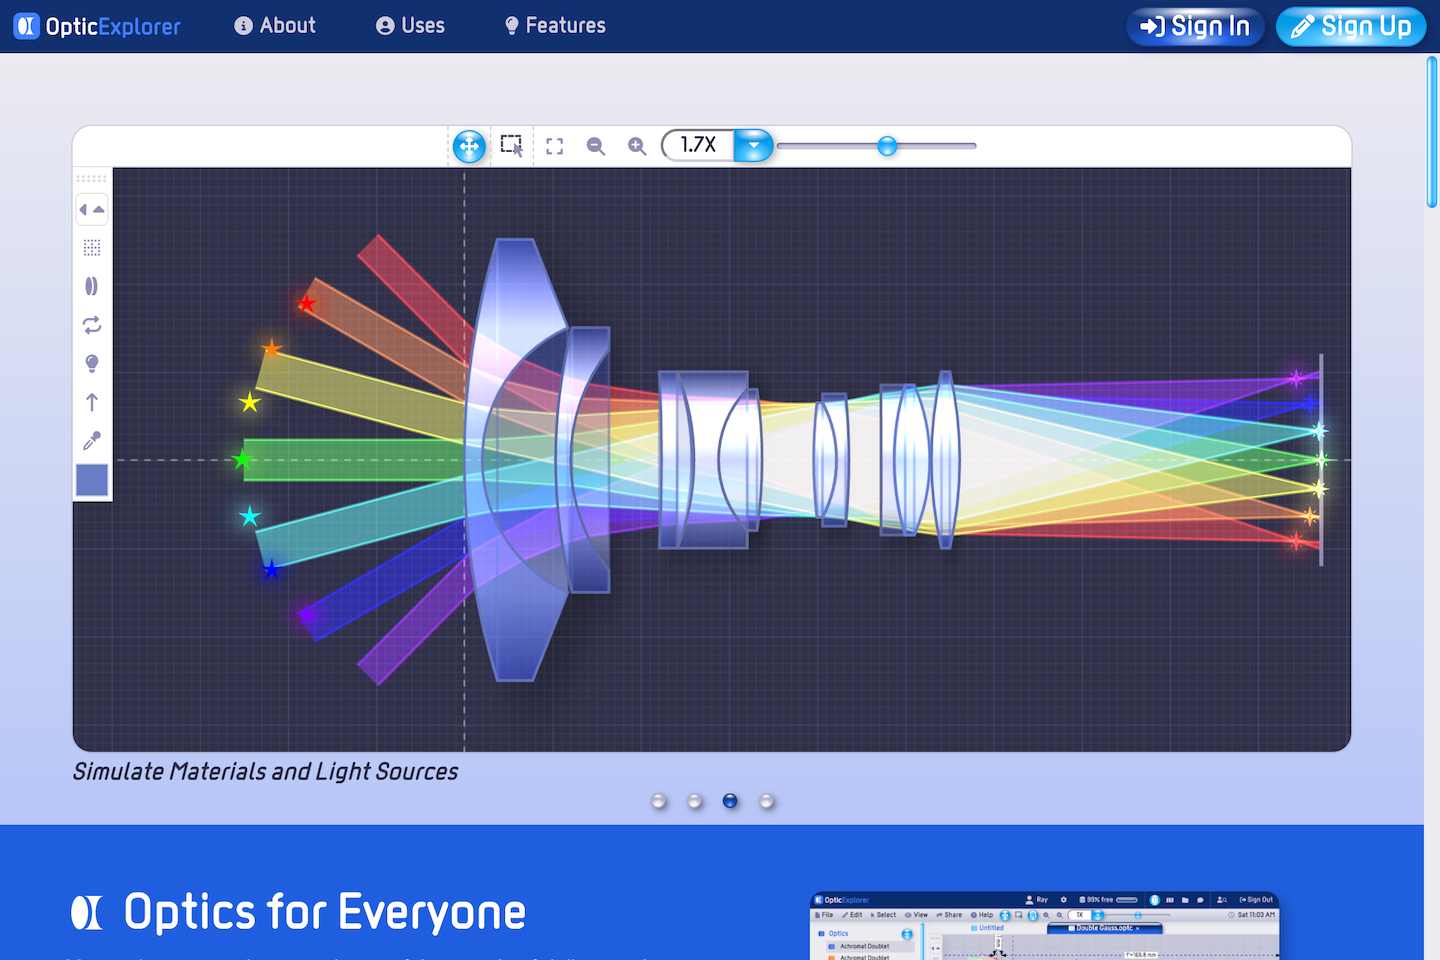 OpticExplorer
About
Uses
Features
Sign In
Sign Up
1.7X
Simulate Materials and Light Sources
Optics for Everyone
OpticExplorer
Ray
99% free
Sign Out
File
Edit
Select
View
Share
Help
1X
Sat 11:03 AM
Optics
Untitled
Double Gauss.optc
Achromat Doublet
Achromat Doublet